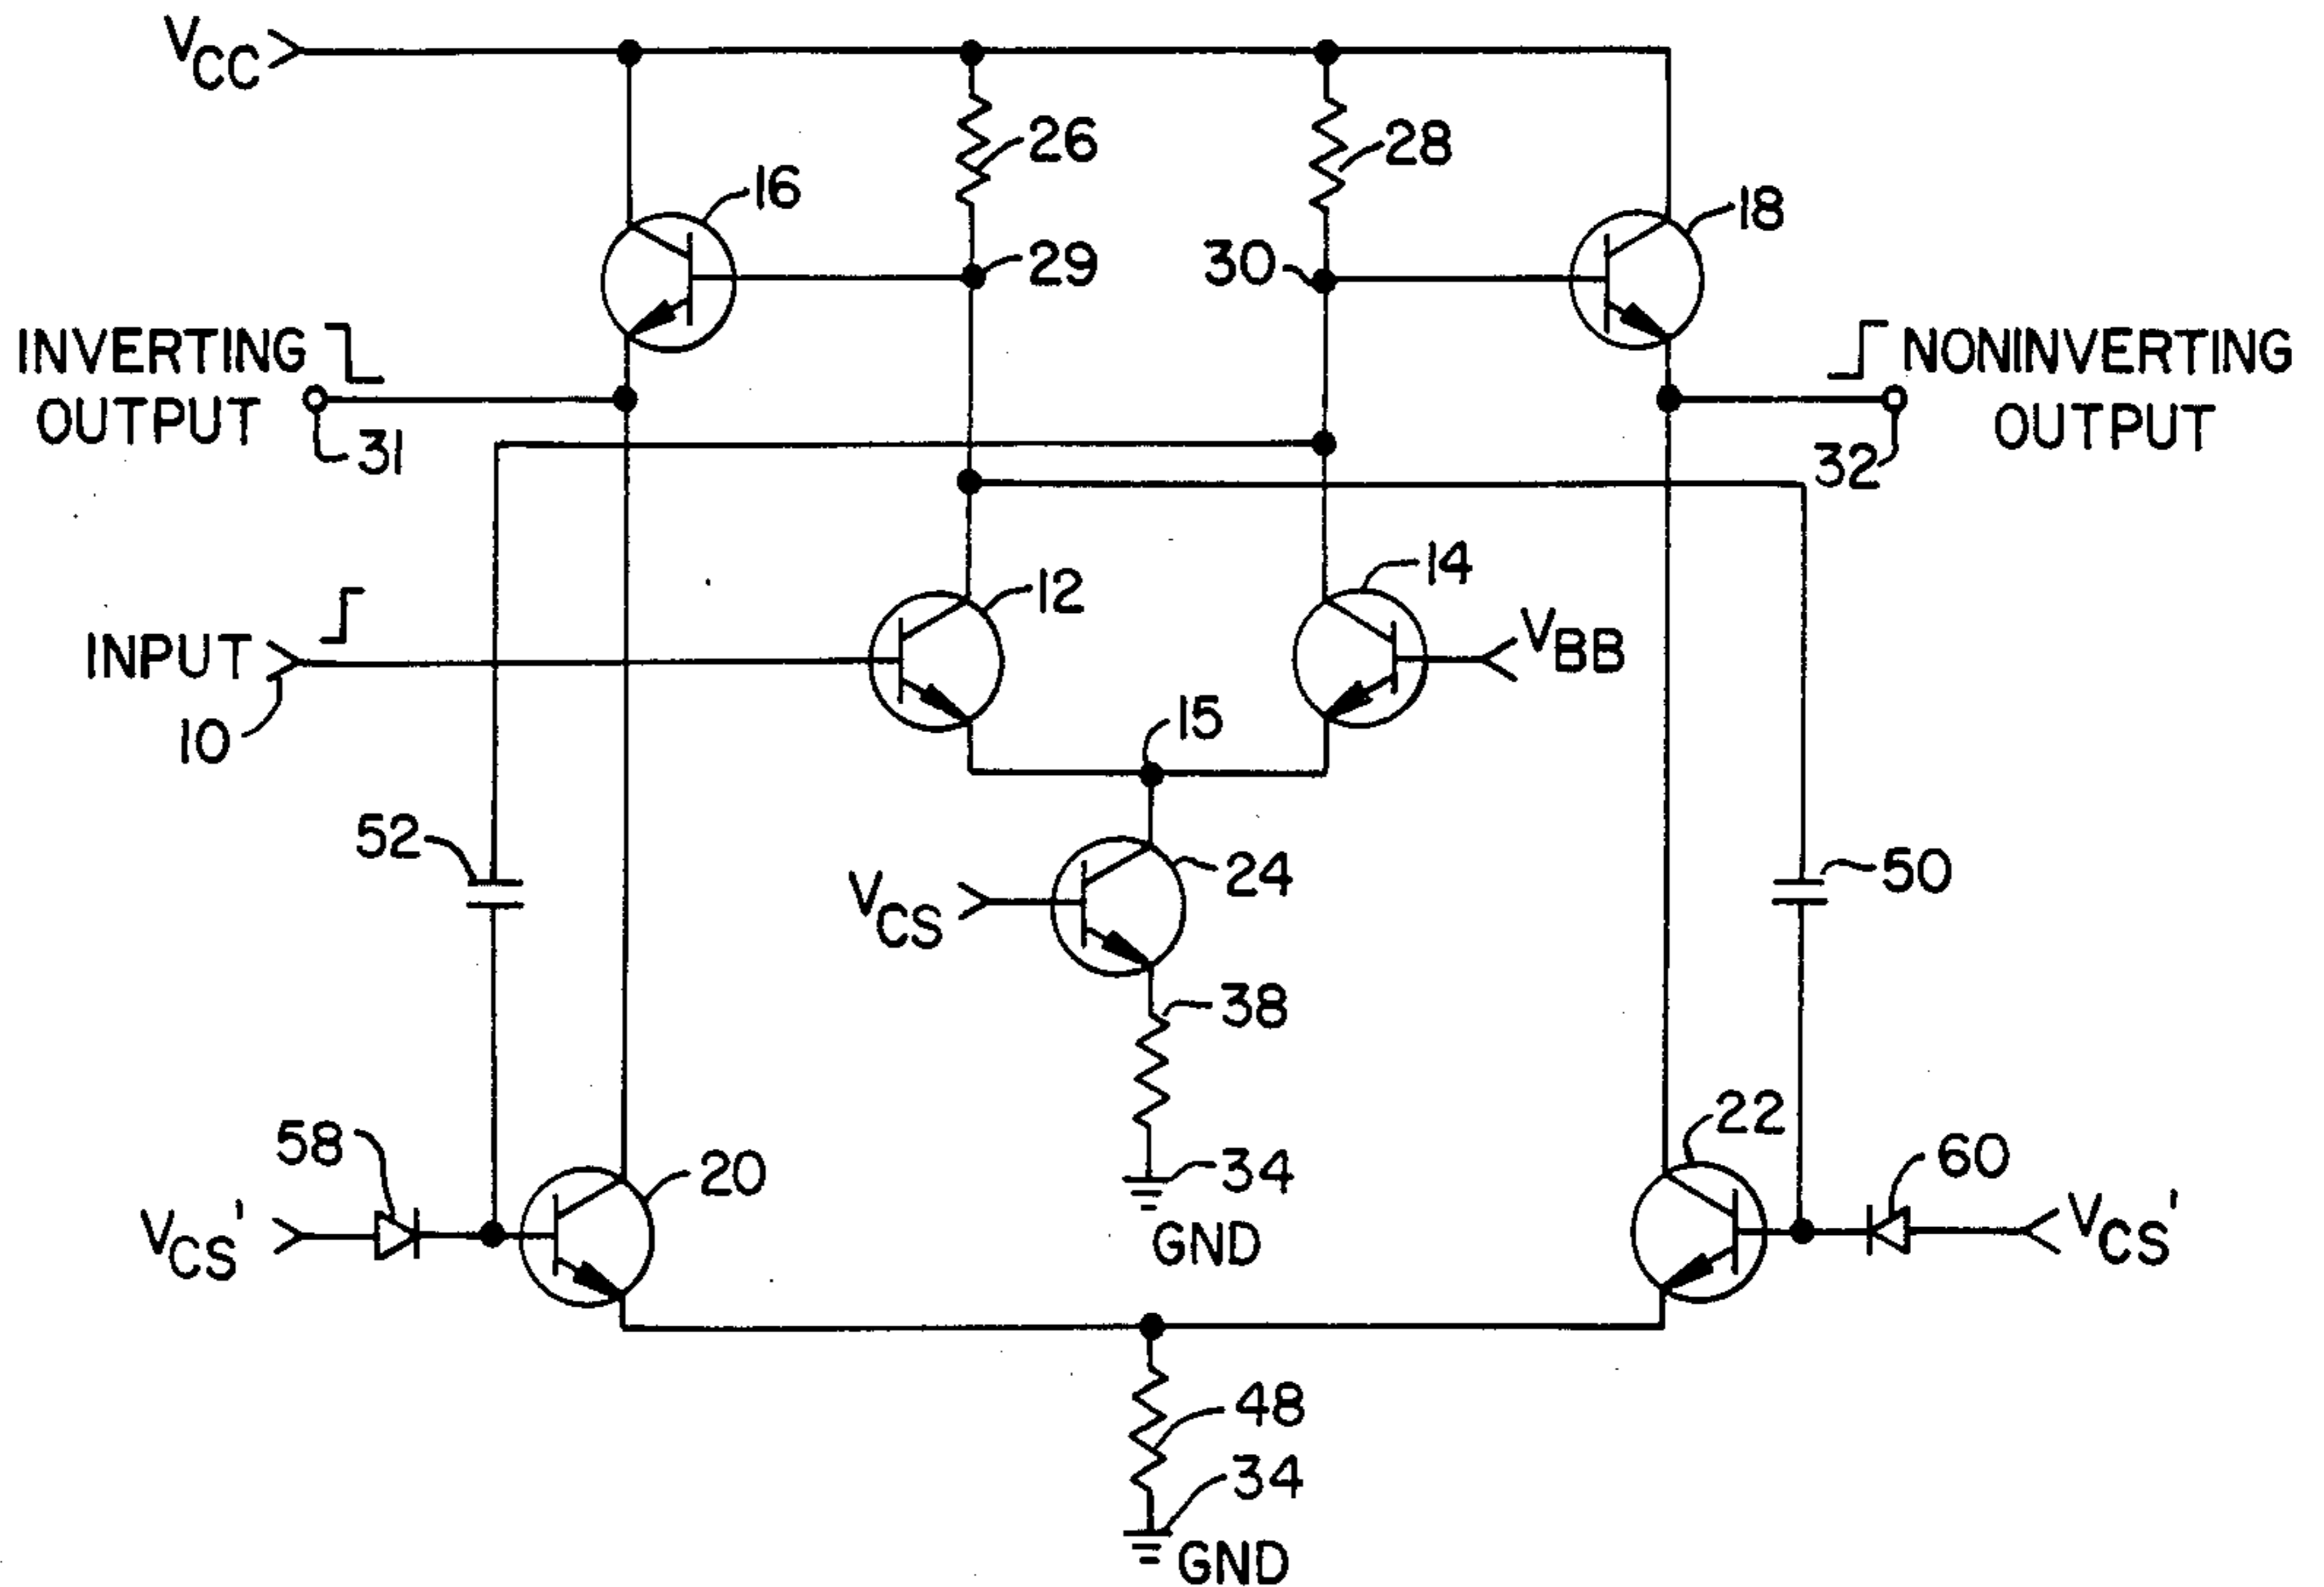 VCC
26
28
16
18
29
30
INVERTING
OUTPUT
31
NONINVERTING
OUTPUT
32
12
14
INPUT
10
VBB
15
52
24
50
VCS
38
58
20
22
60
34
GND
VCS'
VCS'
48
34
GND